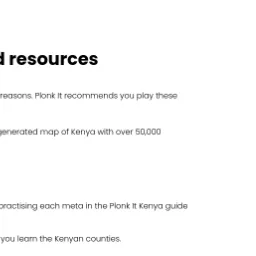 d resources
reasons. Plonk It recommends you play these
generated map of Kenya with over 50,000
practising each meta in the Plonk It Kenya guide
you learn the Kenyan counties.